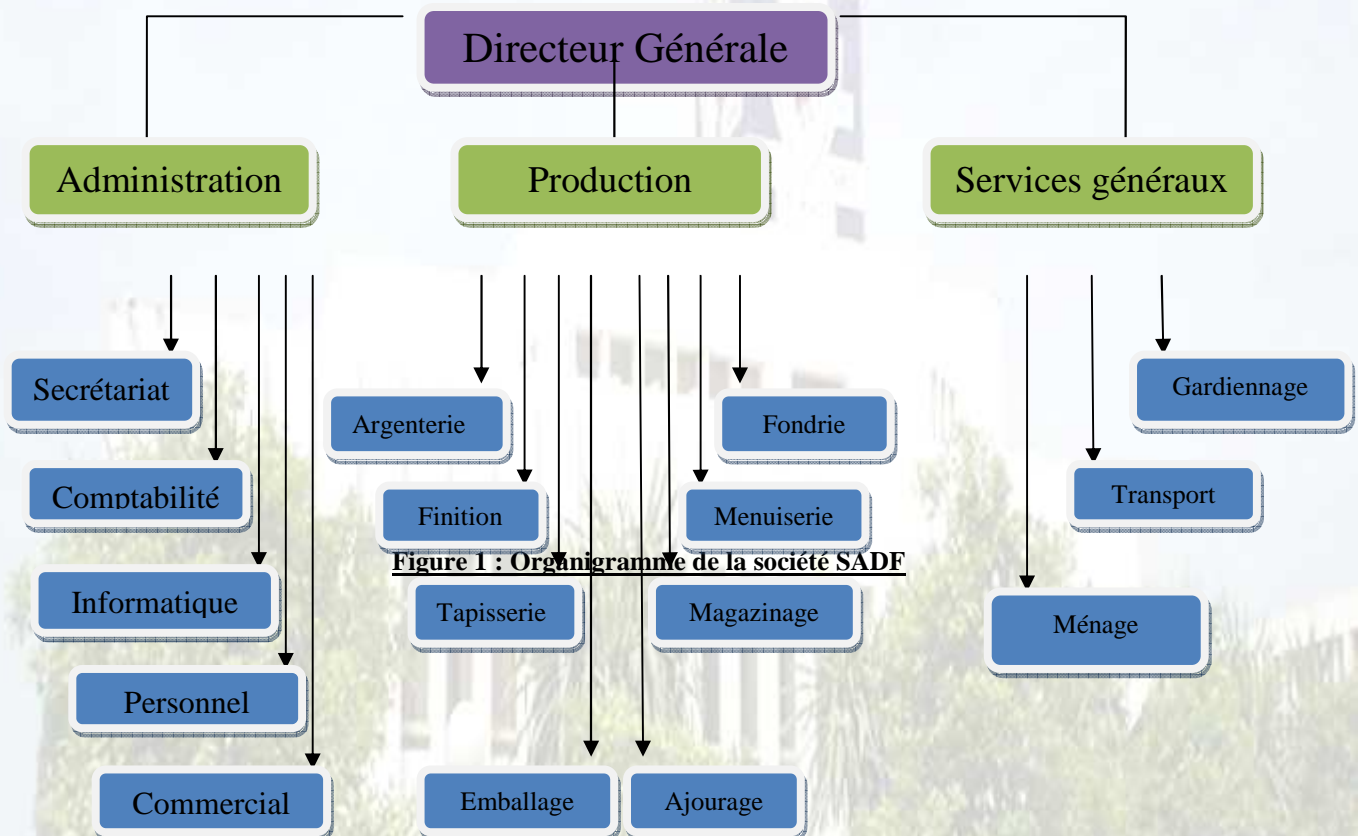 Directeur Générale
Administration
Production
Services généraux
Secrétariat
Comptabilité
Informatique
Personnel
Commercial
Argenterie
Finition
Tapisserie
Emballage
Fondrie
Menuiserie
Magazinage
Ajourage
Gardiennage
Transport
Ménage
Figure 1 : Organigramme de la société SADF